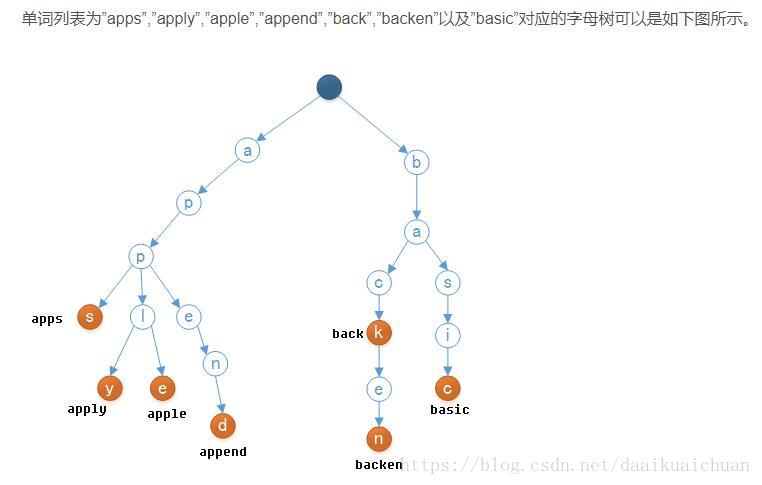 单词列表为”apps”,”apply”,”apple”,”append”,”back”,”backen”以及”basic”对应的字母树可以是如下图所示。
a
b
p
a
p
c
s
apps
s
l
e
back
k
i
n
y
e
e
c
apply
apple
basic
d
n
append
backen
https://blog.csdn.net/daaikuaichuan